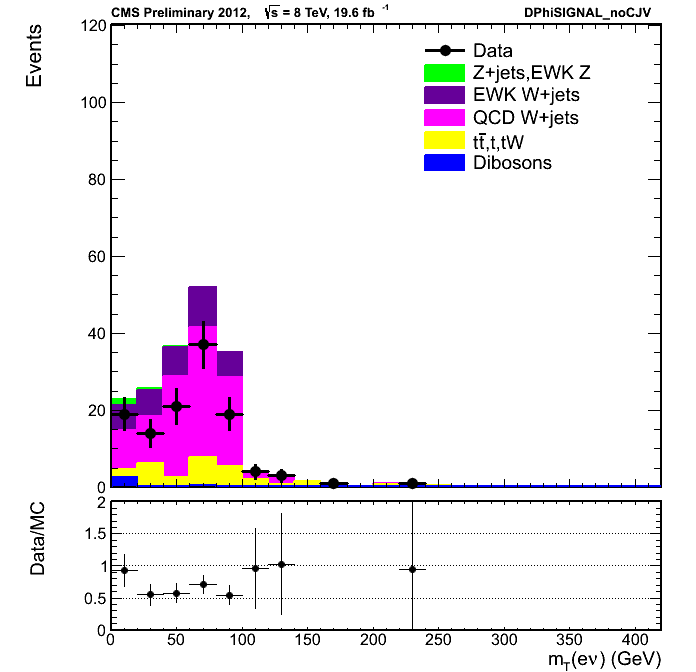 CMS Preliminary 2012, √s = 8 TeV, 19.6 fb⁻¹ DPhiSIGNAL_noCJV
Events
120
100
80
60
40
20
0
Data
Z+jets,EWK Z
EWK W+jets
QCD W+jets
tt̄,t,tW
Dibosons
Data/MC
2
1.5
1
0.5
0
0 50 100 150 200 250 300 350 400
m_T(eν) (GeV)